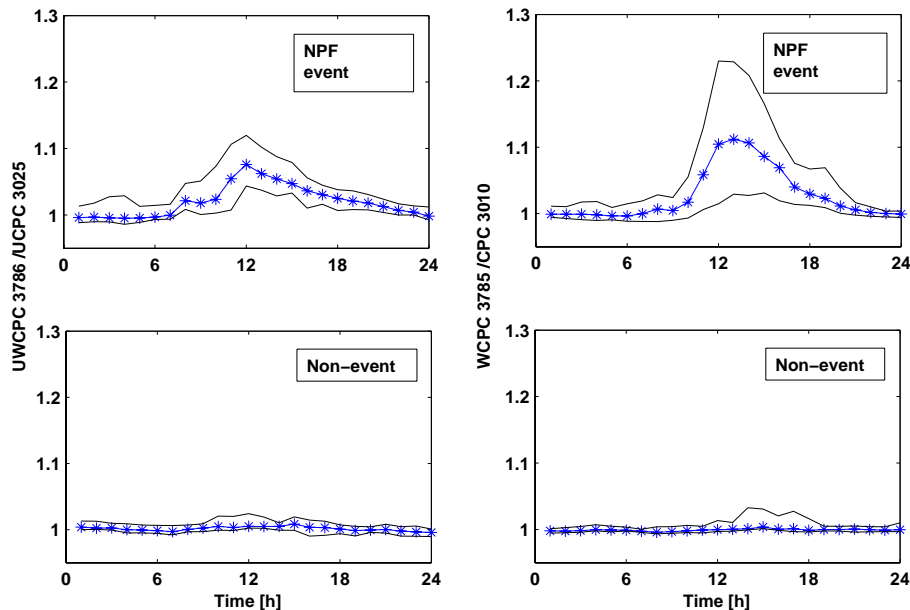 1.3
1.2
1.1
1
0 6 12 18 24
NPF
event
1.3
1.2
1.1
1
0 6 12 18 24
NPF
event
UWCPC 3786 /UCPC 3025
WCPC 3785 /CPC 3010
1.3
1.2
1.1
1
0 6 12 18 24
Non−event
Time [h]
1.3
1.2
1.1
1
0 6 12 18 24
Non−event
Time [h]